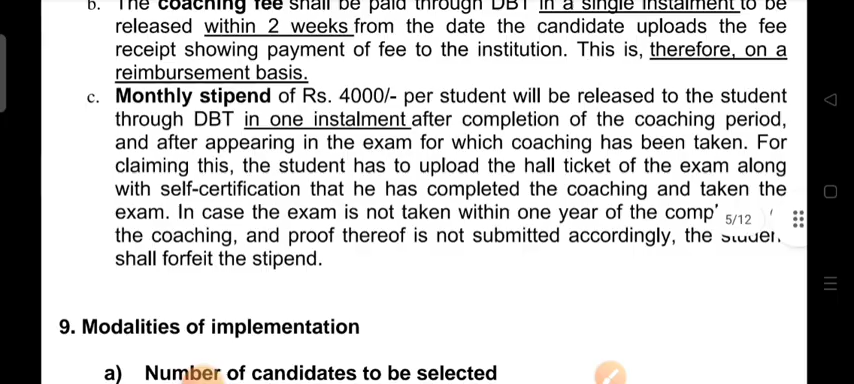 b. The coaching fee shall be paid through DBT in a single instalment to be
released within 2 weeks from the date the candidate uploads the fee
receipt showing payment of fee to the institution. This is, therefore, on a
reimbursement basis.
c. Monthly stipend of Rs. 4000/- per student will be released to the student
through DBT in one instalment after completion of the coaching period,
and after appearing in the exam for which coaching has been taken. For
claiming this, the student has to upload the hall ticket of the exam along
with self-certification that he has completed the coaching and taken the
exam. In case the exam is not taken within one year of the 5/12
the coaching, and proof thereof is not submitted accordingly, the
shall forfeit the stipend.
9. Modalities of implementation
a) Number of candidates to be selected